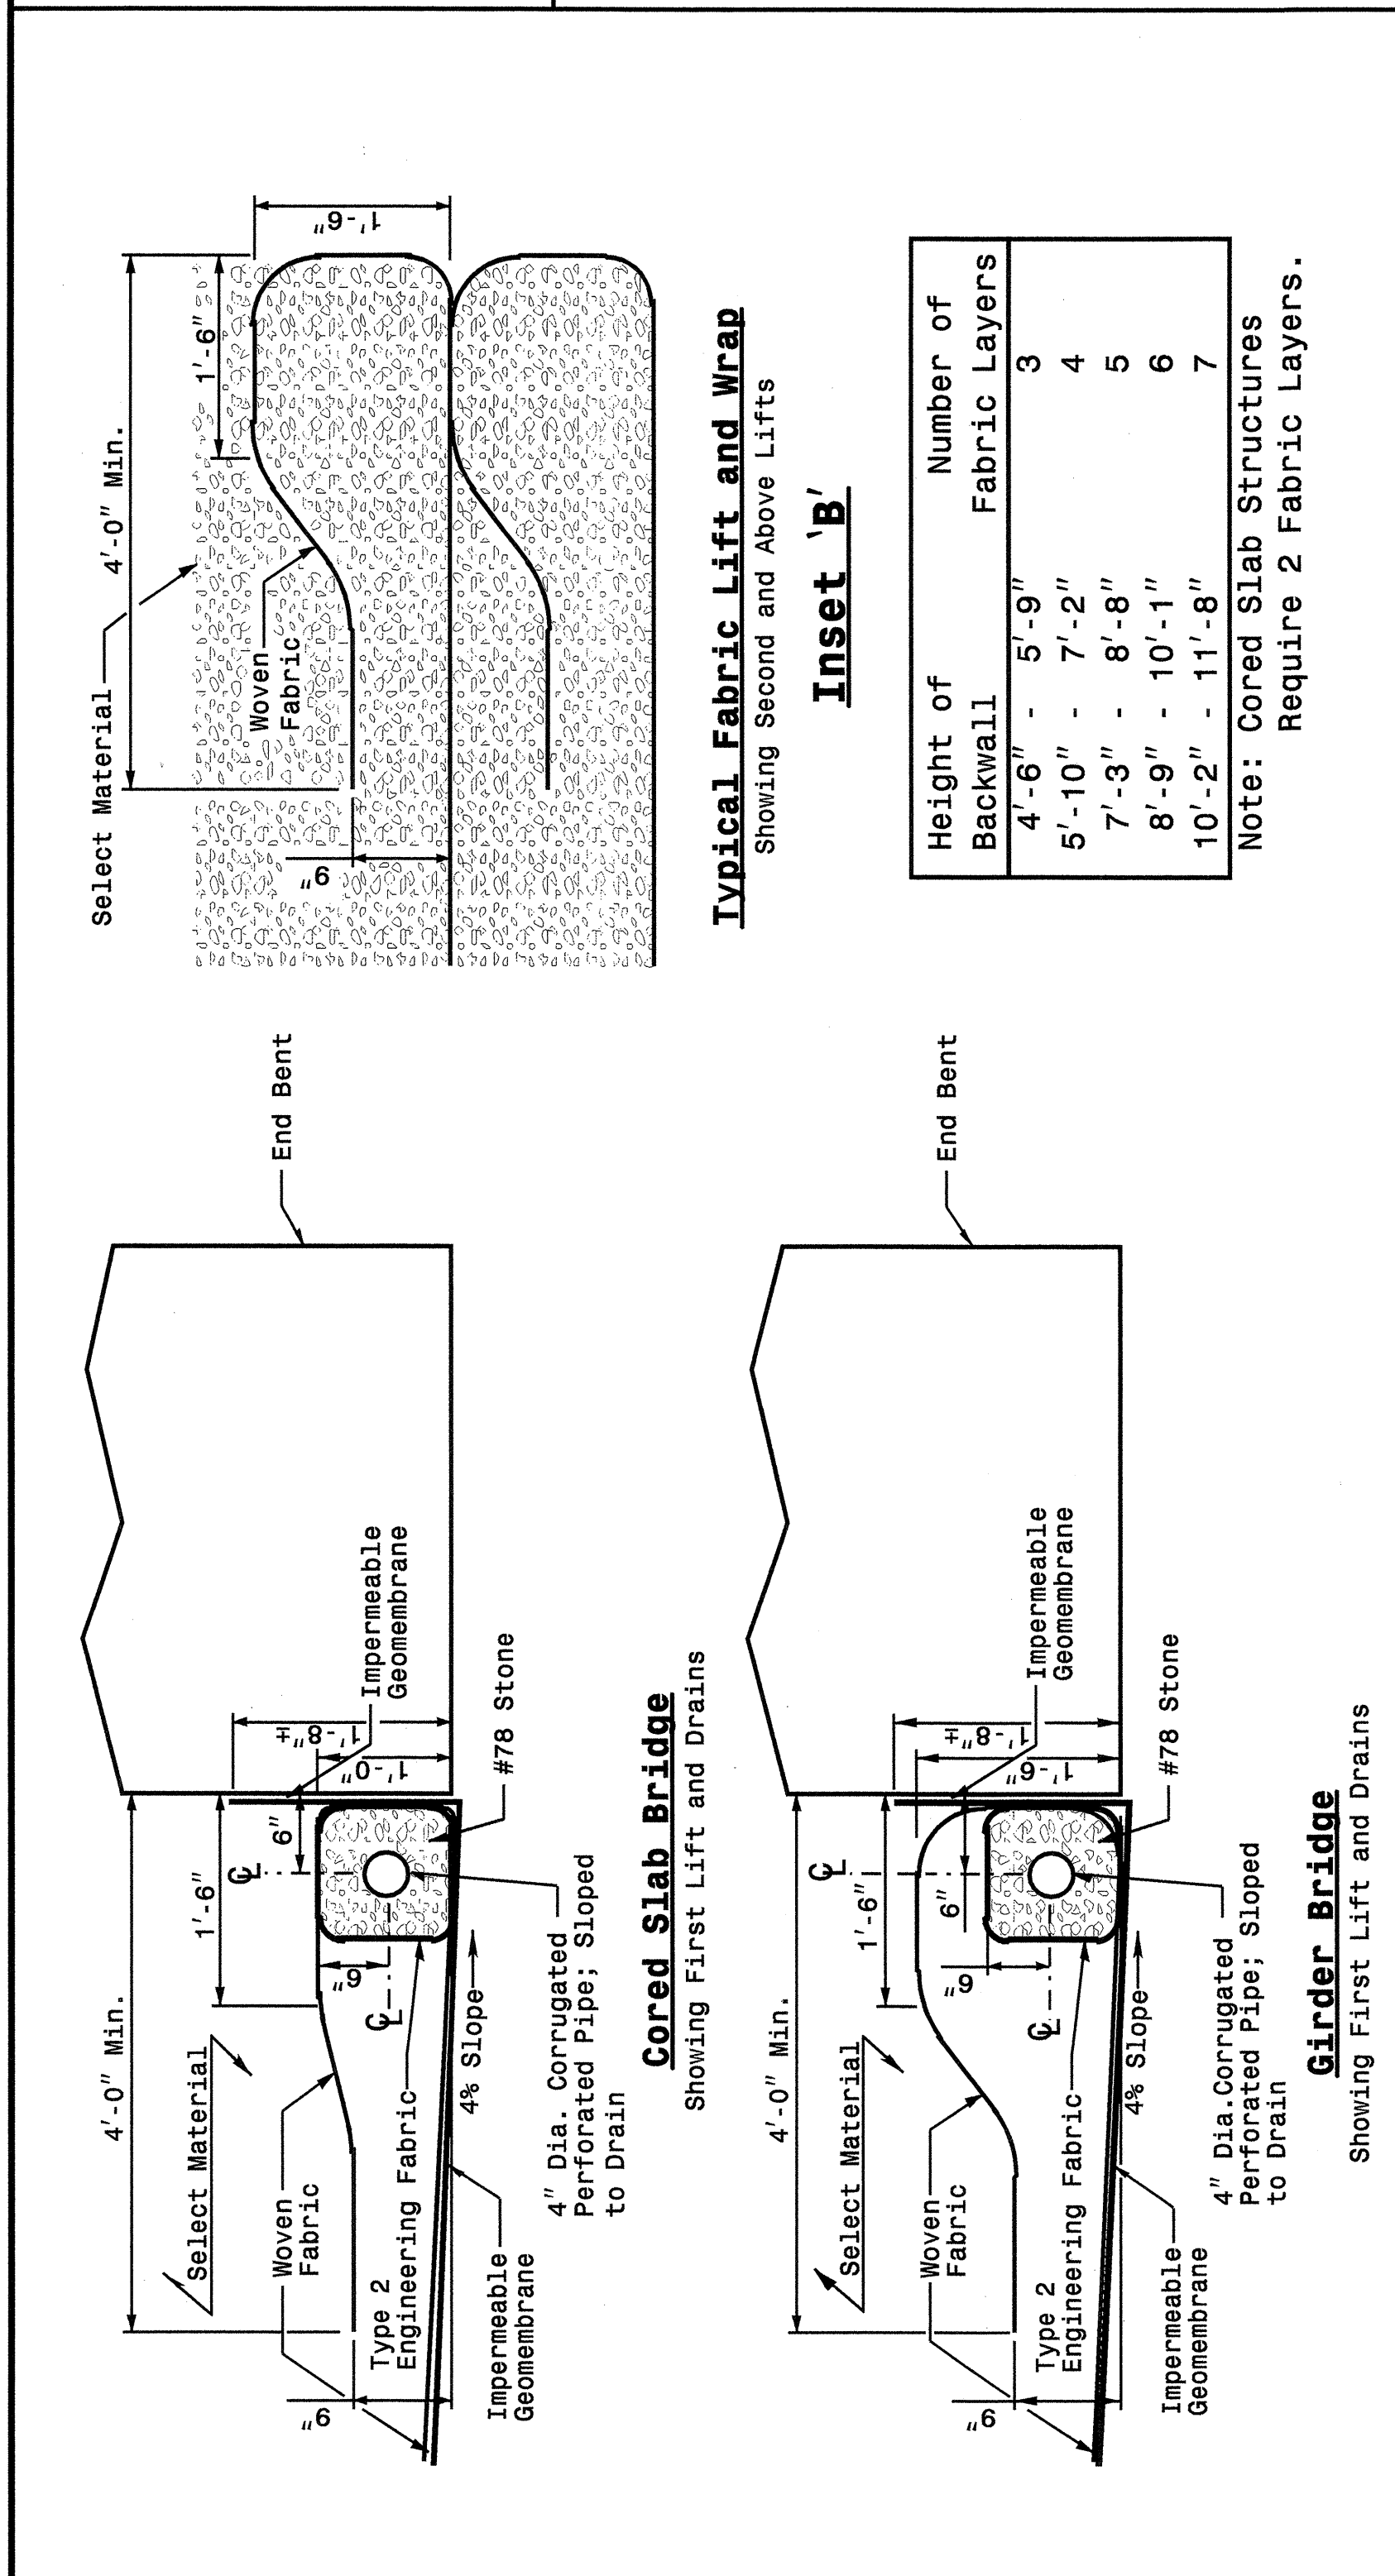 4'-0" Min.
Select Material
1'-6"
CL
6"
1'-8"±
1'-0"
End Bent
Woven
Fabric
6"
CL
9"
Impermeable
Geomembrane
Type 2
Engineering Fabric
4% Slope
#78 Stone
Impermeable
Geomembrane
4" Dia. Corrugated
Perforated Pipe; Sloped
to Drain
Cored Slab Bridge
Showing First Lift and Drains
4'-0" Min.
Select Material
1'-6"
CL
6"
1'-8"±
1'-6"
End Bent
Woven
Fabric
6"
CL
9"
Impermeable
Geomembrane
Type 2
Engineering Fabric
4% Slope
#78 Stone
Impermeable
Geomembrane
4" Dia.Corrugated
Perforated Pipe; Sloped
to Drain
Girder Bridge
Showing First Lift and Drains
Select Material
4'-0" Min.
1'-6"
1'-6"
Woven
Fabric
9"
Typical Fabric Lift and Wrap
Showing Second and Above Lifts
Inset 'B'
Height of Number of
Backwall Fabric Layers
4'-6" - 5'-9" 3
5'-10" - 7'-2" 4
7'-3" - 8'-8" 5
8'-9" - 10'-1" 6
10'-2" - 11'-8" 7
Note: Cored Slab Structures
Require 2 Fabric Layers.